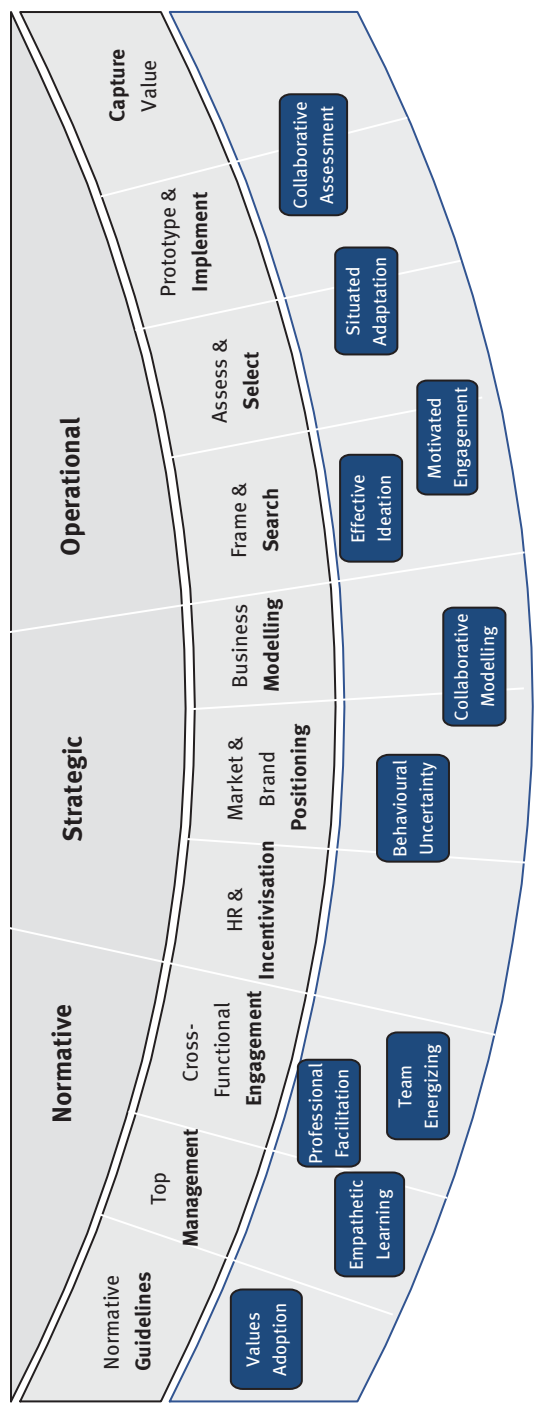 Normative
Strategic
Operational
Normative
Guidelines
Top
Management
Cross-
Functional
Engagement
HR &
Incentivisation
Market &
Brand
Positioning
Business
Modelling
Frame &
Search
Assess &
Select
Prototype &
Implement
Capture
Value
Values
Adoption
Empathetic
Learning
Professional
Facilitation
Team
Energizing
Behavioural
Uncertainty
Collaborative
Modelling
Effective
Ideation
Motivated
Engagement
Situated
Adaptation
Collaborative
Assessment